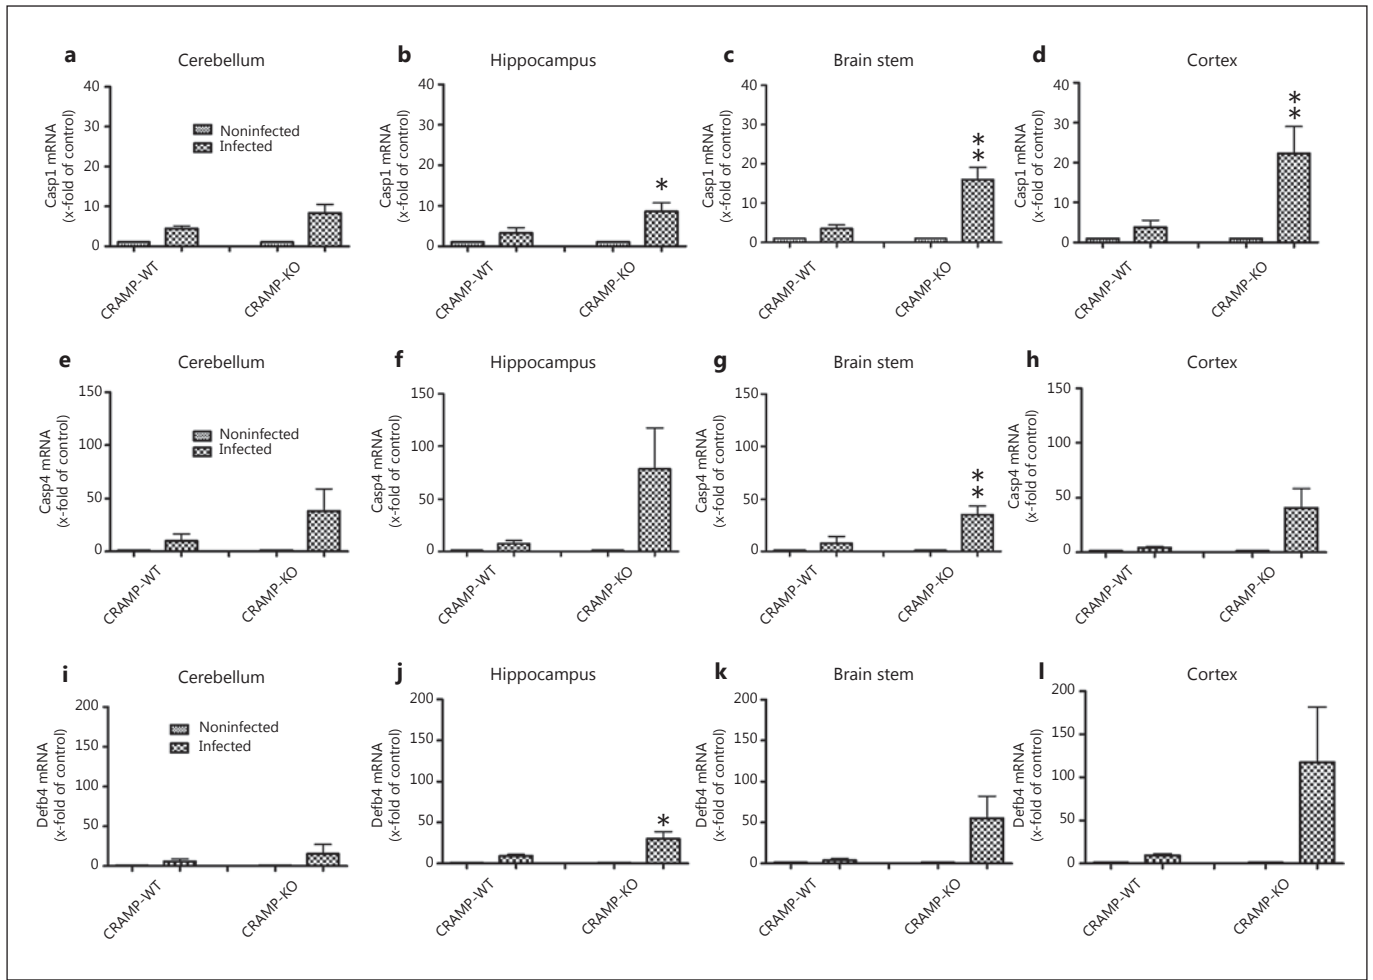 a Cerebellum
Casp1 mRNA
(x-fold of control)
40
30
20
10
0
Noninfected
Infected
CRAMP-WT
CRAMP-KO
b Hippocampus
Casp1 mRNA
(x-fold of control)
40
30
20
10
0
*
CRAMP-WT
CRAMP-KO
c Brain stem
Casp1 mRNA
(x-fold of control)
40
30
20
10
0
**
CRAMP-WT
CRAMP-KO
d Cortex
Casp1 mRNA
(x-fold of control)
40
30
20
10
0
**
CRAMP-WT
CRAMP-KO
e Cerebellum
Casp4 mRNA
(x-fold of control)
150
100
50
0
Noninfected
Infected
CRAMP-WT
CRAMP-KO
f Hippocampus
Casp4 mRNA
(x-fold of control)
150
100
50
0
CRAMP-WT
CRAMP-KO
g Brain stem
Casp4 mRNA
(x-fold of control)
150
100
50
0
**
CRAMP-WT
CRAMP-KO
h Cortex
Casp4 mRNA
(x-fold of control)
150
100
50
0
CRAMP-WT
CRAMP-KO
i Cerebellum
Defb4 mRNA
(x-fold of control)
200
150
100
50
0
Noninfected
Infected
CRAMP-WT
CRAMP-KO
j Hippocampus
Defb4 mRNA
(x-fold of control)
200
150
100
50
0
*
CRAMP-WT
CRAMP-KO
k Brain stem
Defb4 mRNA
(x-fold of control)
200
150
100
50
0
CRAMP-WT
CRAMP-KO
l Cortex
Defb4 mRNA
(x-fold of control)
200
150
100
50
0
CRAMP-WT
CRAMP-KO